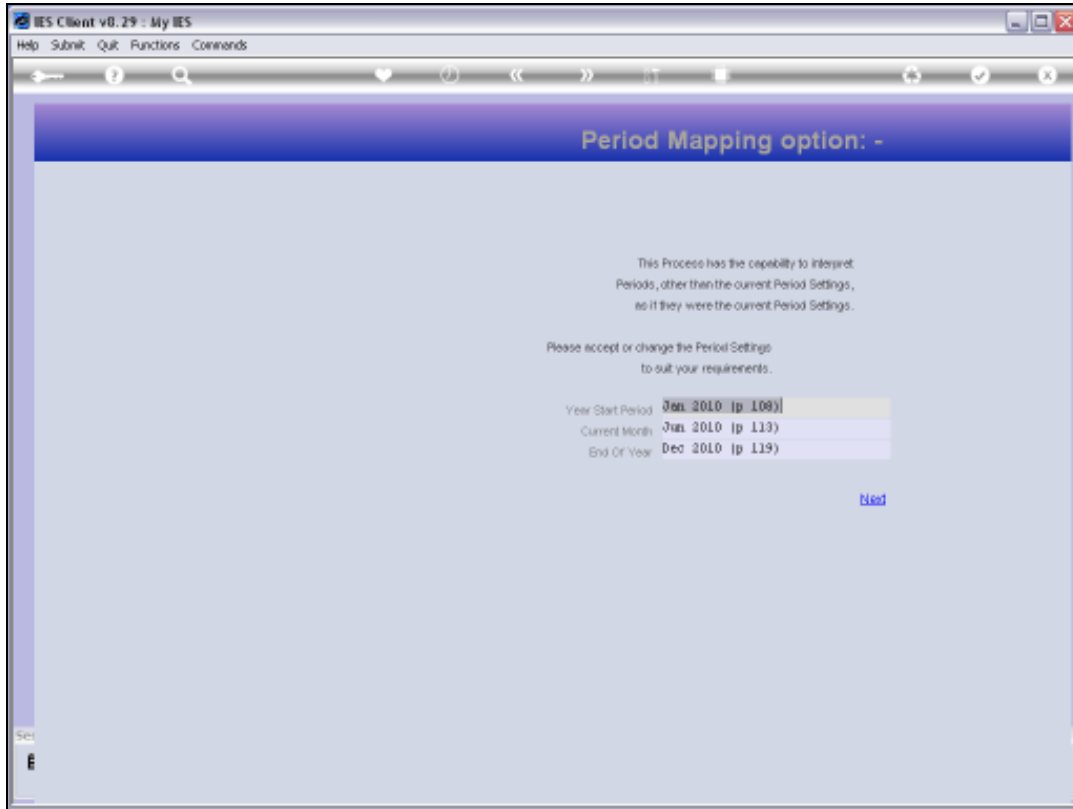 IES Client v8.29 : My IES
Help Submit Quit Functions Commands
Period Mapping option: -
This Process has the capability to interpret
Periods, other than the current Period Settings,
as if they were the current Period Settings.
Please accept or change the Period Settings
to suit your requirements.
Year Start Period Jan 2010 (p 108)
Current Month Jun 2010 (p 113)
End Of Year Dec 2010 (p 119)
Next